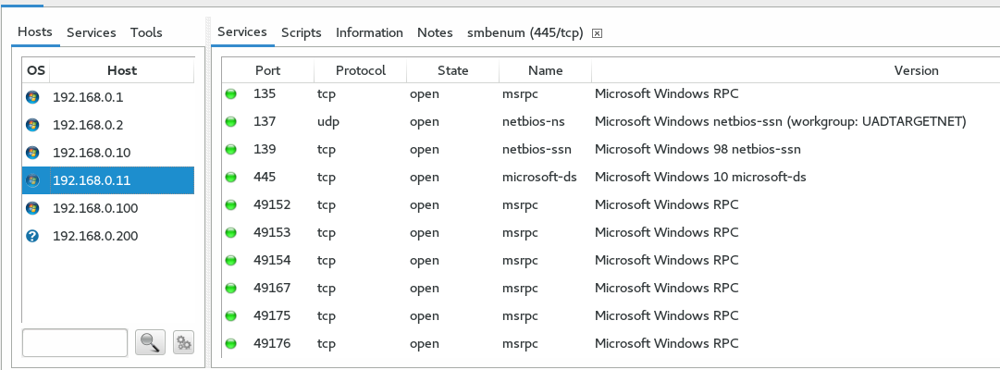 Hosts Services Tools
OS Host
192.168.0.1
192.168.0.2
192.168.0.10
192.168.0.11
192.168.0.100
192.168.0.200
Services Scripts Information Notes smbenum (445/tcp)
Port Protocol State Name Version
135 tcp open msrpc Microsoft Windows RPC
137 udp open netbios-ns Microsoft Windows netbios-ssn (workgroup: UADTARGETNET)
139 tcp open netbios-ssn Microsoft Windows 98 netbios-ssn
445 tcp open microsoft-ds Microsoft Windows 10 microsoft-ds
49152 tcp open msrpc Microsoft Windows RPC
49153 tcp open msrpc Microsoft Windows RPC
49154 tcp open msrpc Microsoft Windows RPC
49167 tcp open msrpc Microsoft Windows RPC
49175 tcp open msrpc Microsoft Windows RPC
49176 tcp open msrpc Microsoft Windows RPC